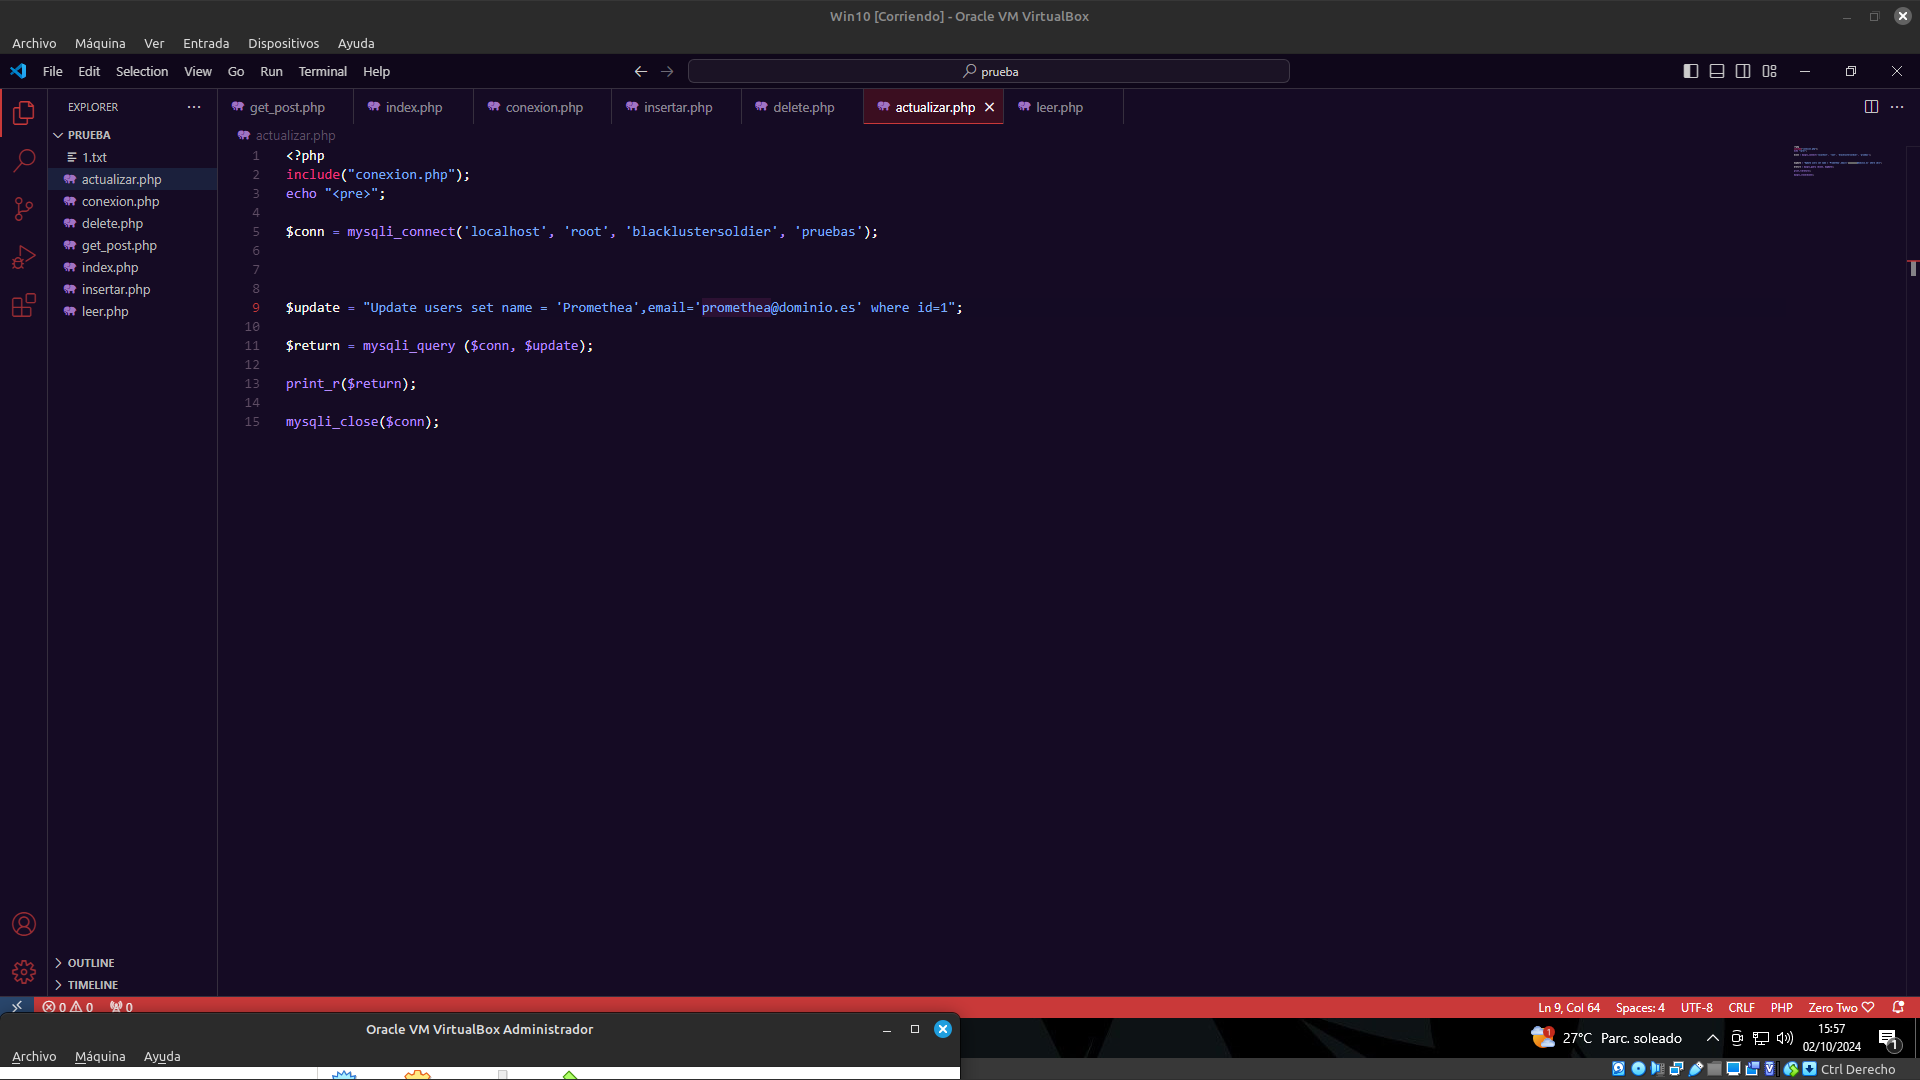 Win10 [Corriendo] - Oracle VM VirtualBox
Archivo Máquina Ver Entrada Dispositivos Ayuda
File Edit Selection View Go Run Terminal Help
prueba
EXPLORER
get_post.php index.php conexion.php insertar.php delete.php actualizar.php leer.php
PRUEBA
1.txt
actualizar.php
conexion.php
delete.php
get_post.php
index.php
insertar.php
leer.php
actualizar.php
1 <?php
2 include("conexion.php");
3 echo "<pre>";
4
5 $conn = mysqli_connect('localhost', 'root', 'blacklustersoldier', 'pruebas');
6
7
8
9 $update = "Update users set name = 'Promethea',email='promethea@dominio.es' where id=1";
10
11 $return = mysqli_query ($conn, $update);
12
13 print_r($return);
14
15 mysqli_close($conn);
OUTLINE
TIMELINE
0 0 0
Ln 9, Col 64 Spaces: 4 UTF-8 CRLF PHP Zero Two ♡
Oracle VM VirtualBox Administrador
Archivo Máquina Ayuda
1 27°C Parc. soleado
15:57
02/10/2024
1
Ctrl Derecho